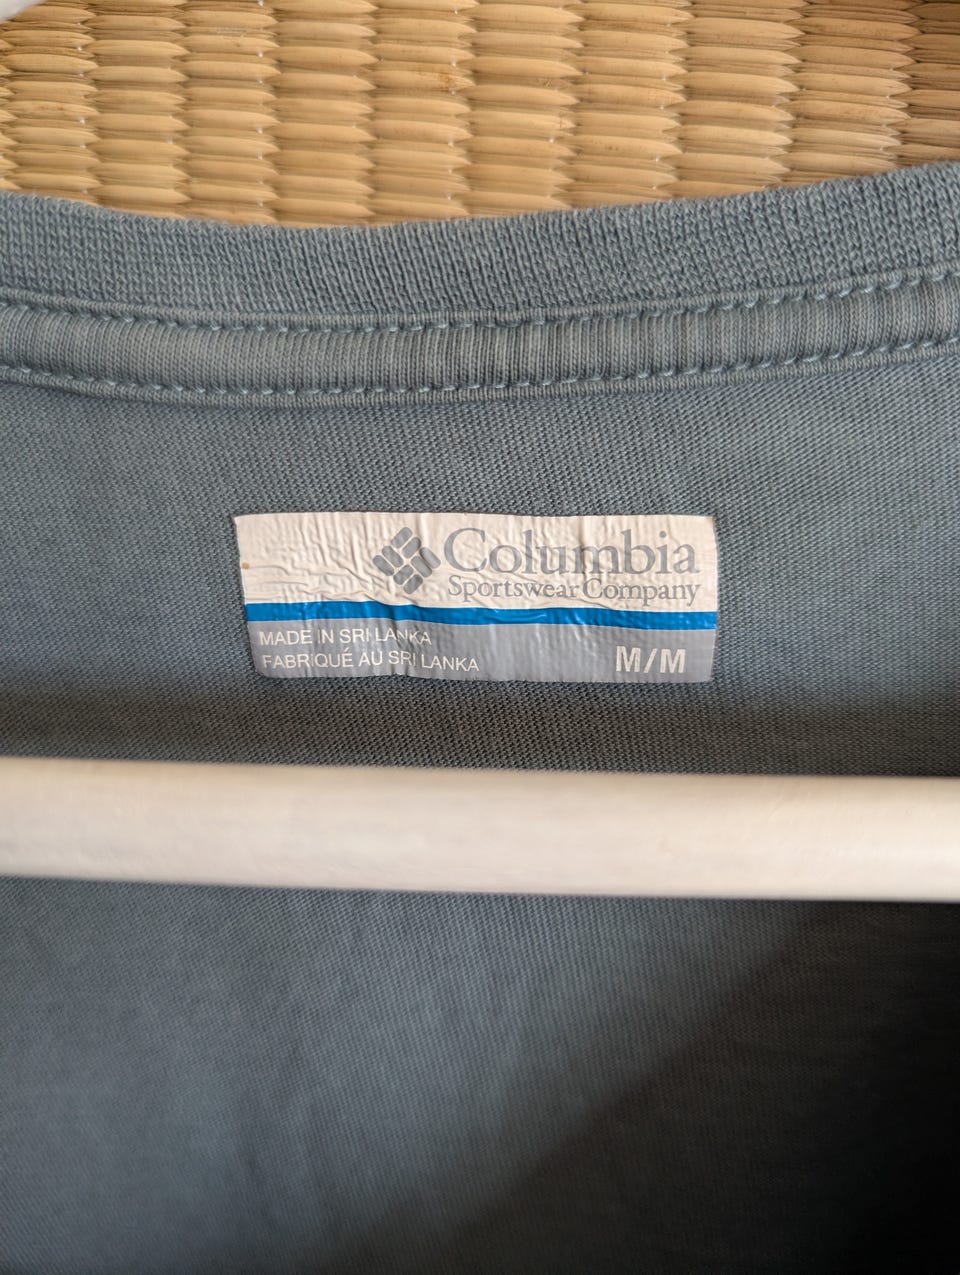 Columbia
Sportswear Company
MADE IN SRI LANKA
FABRIQUÉ AU SRI LANKA
M/M